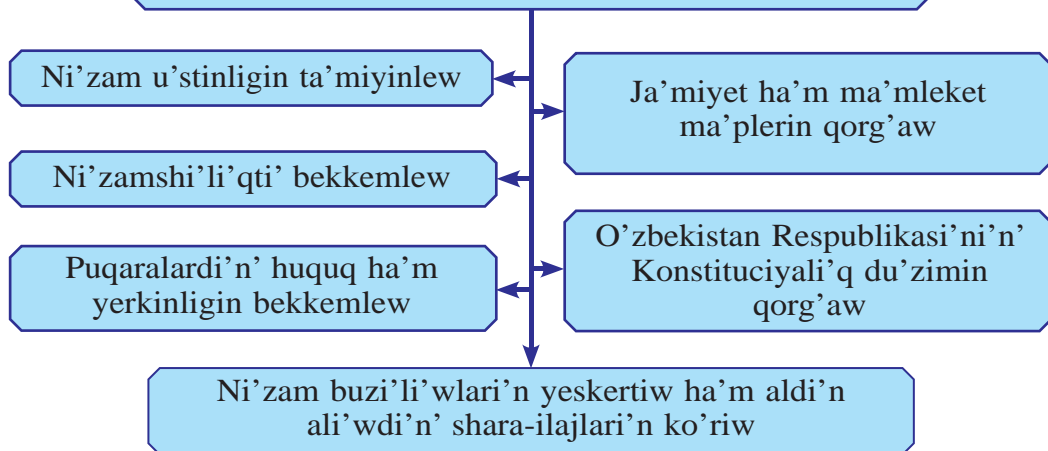 Ni’zam u’stinligin ta’miyinlew
Ja’miyet ha’m ma’mleket
ma’plerin qorg’aw
Ni’zamshi’li’qti’ bekkemlew
O’zbekistan Respublikasi’ni’n’
Konstituciyali’q du’zimin
qorg’aw
Puqaralardi’n’ huquq ha’m
yerkinligin bekkemlew
Ni’zam buzi’li’wlari’n yeskertiw ha’m aldi’n
ali’wdi’n’ shara-ilajlari’n ko’riw